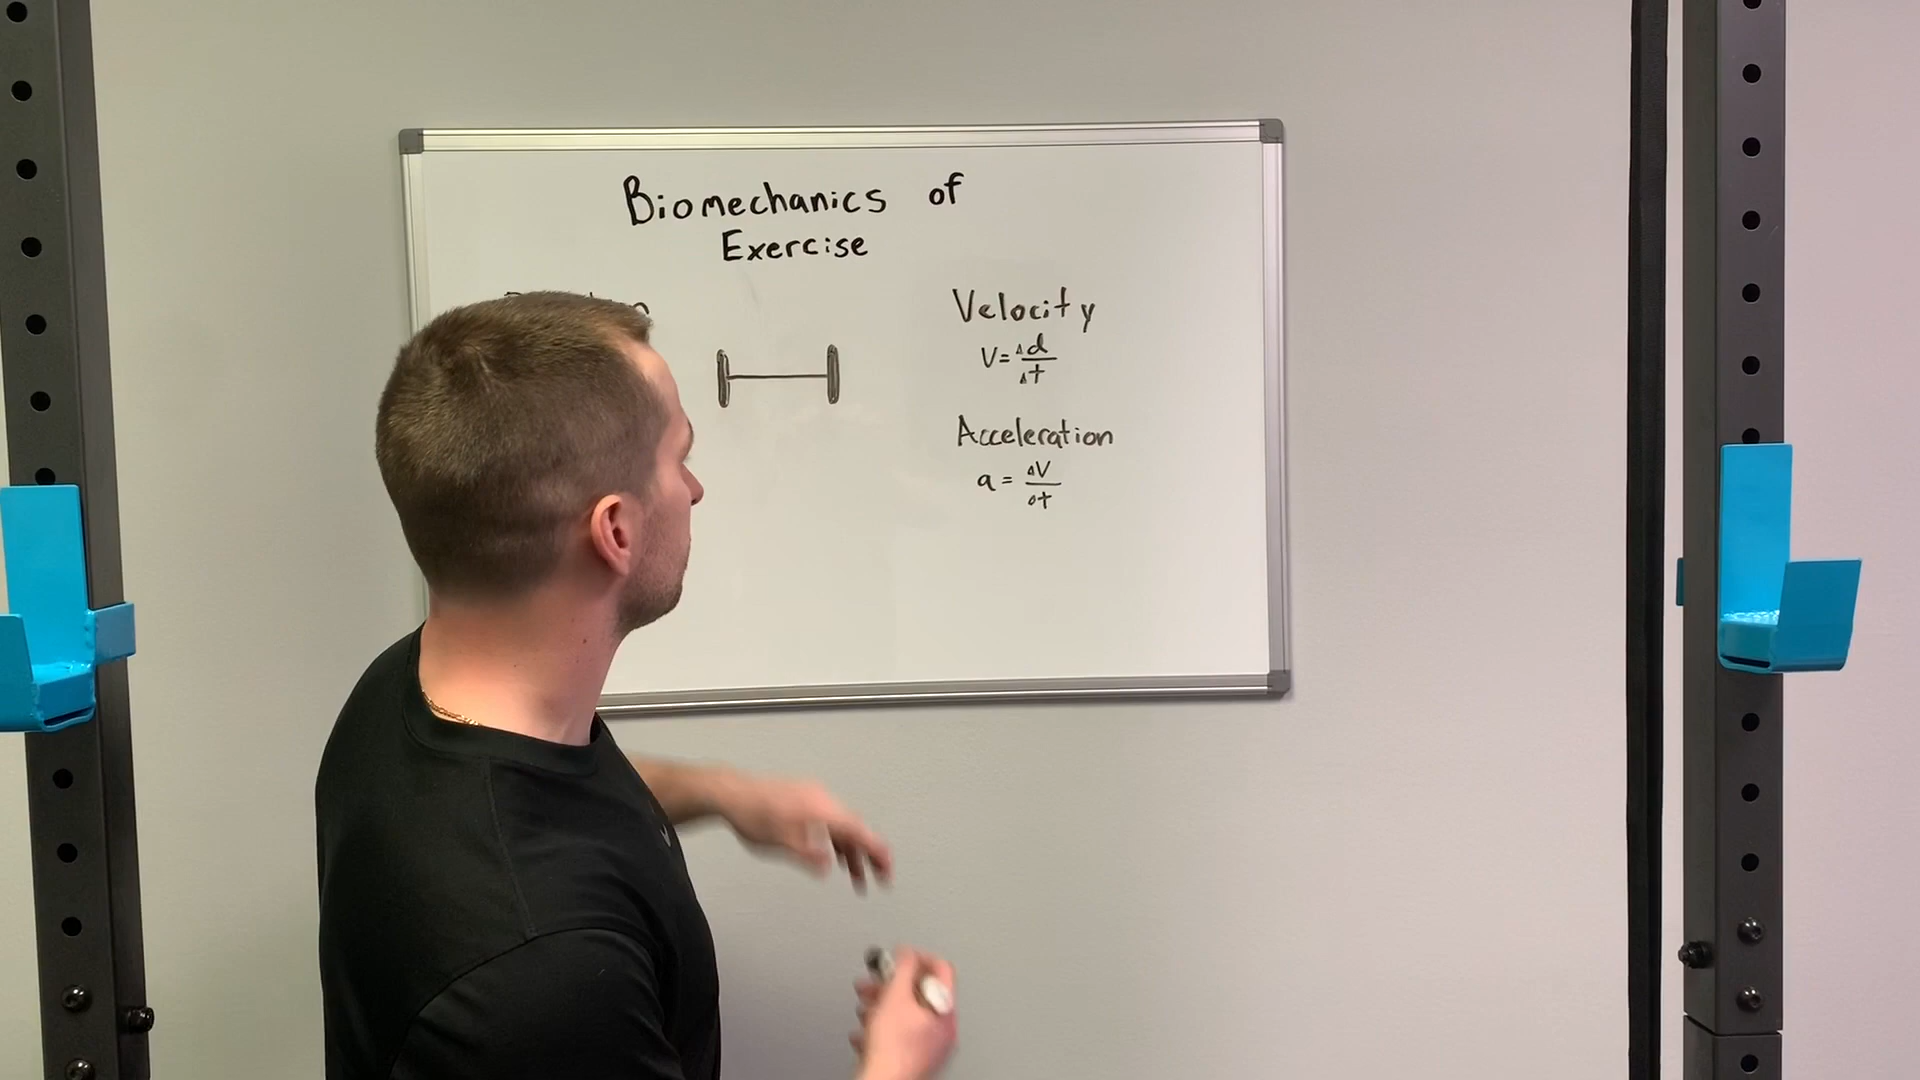 Biomechanics of
Exercise
Velocity
V = Δd / Δt
Acceleration
a = ΔV / Δt